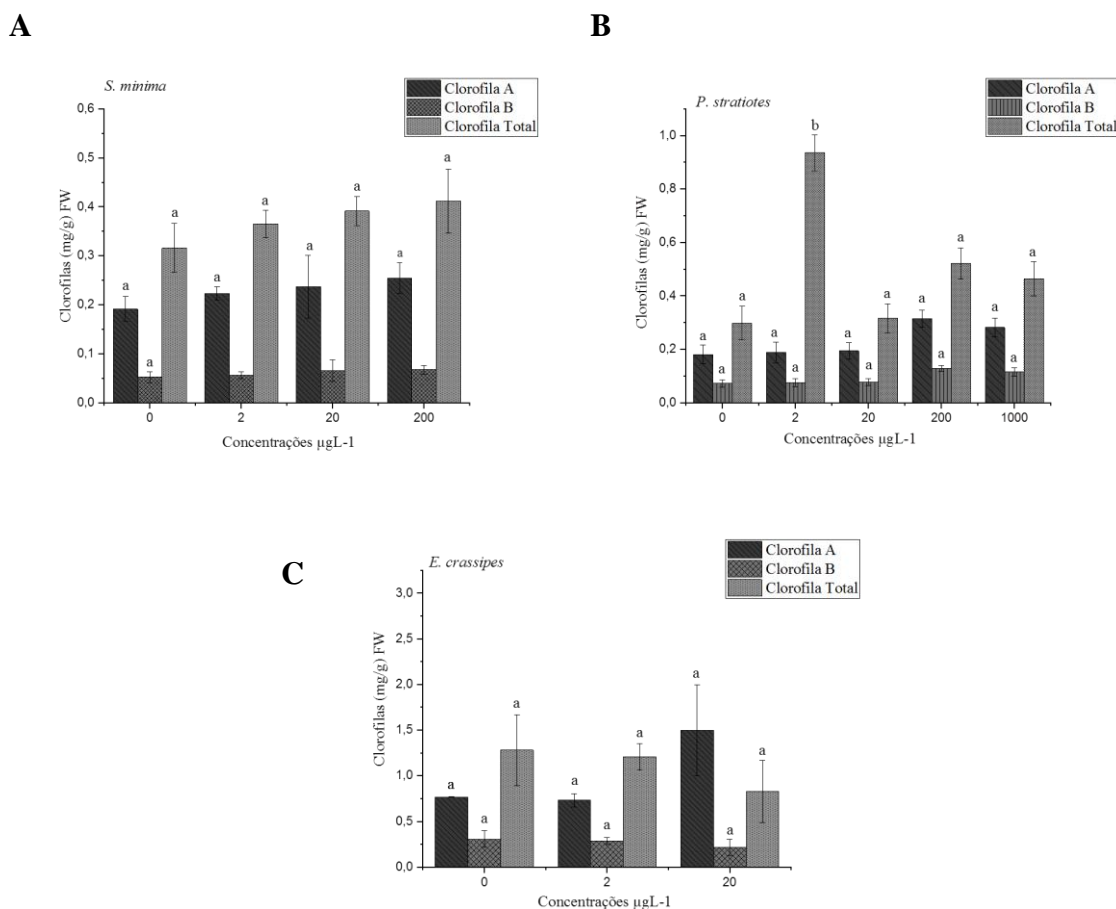 A
S. minima
Clorofila A
Clorofila B
Clorofila Total
0,6
0,5
0,4
0,3
0,2
0,1
0,0
Clorofilas (mg/g) FW
a
a
a
a
a
a
a
a
a
0
2
20
200
Concentrações µgL-1
B
P. stratiotes
Clorofila A
Clorofila B
Clorofila Total
1,0
0,8
0,6
0,4
0,2
0,0
Clorofilas (mg/g) FW
a
a
a
a
a
b
a
a
a
a
a
a
a
a
a
0
2
20
200
1000
Concentrações µgL-1
C
E. crassipes
Clorofila A
Clorofila B
Clorofila Total
3,0
2,5
2,0
1,5
1,0
0,5
0,0
Clorofilas (mg/g) FW
a
a
a
a
a
a
a
a
a
0
2
20
Concentrações µgL-1